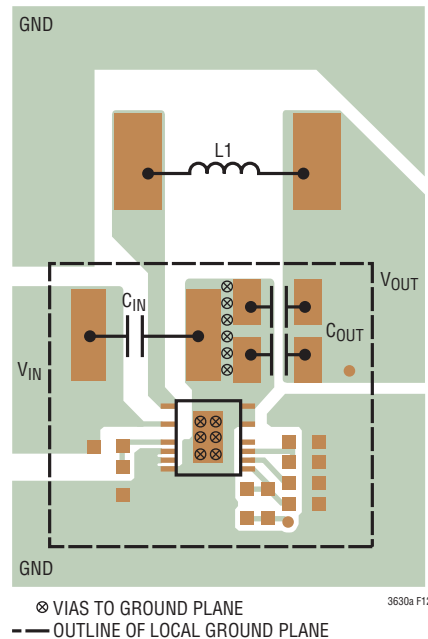 GND
L1
VOUT
CIN
COUT
VIN
GND
3630a F12
VIAS TO GROUND PLANE
OUTLINE OF LOCAL GROUND PLANE